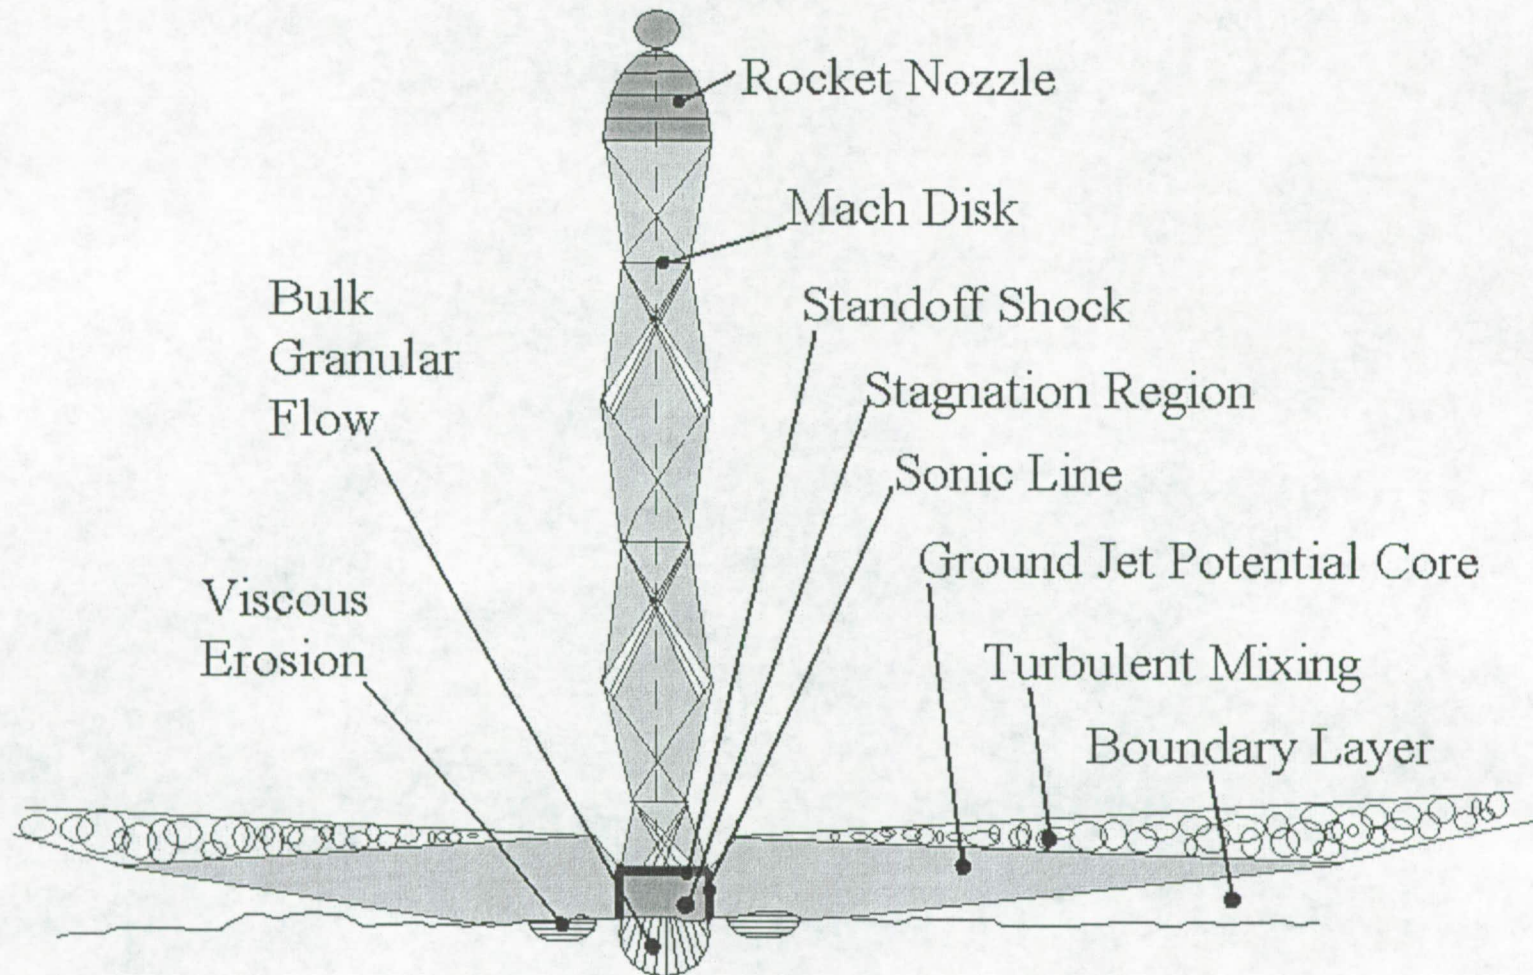 Rocket Nozzle
Mach Disk
Bulk
Granular
Flow
Standoff Shock
Stagnation Region
Sonic Line
Ground Jet Potential Core
Viscous
Erosion
Turbulent Mixing
Boundary Layer